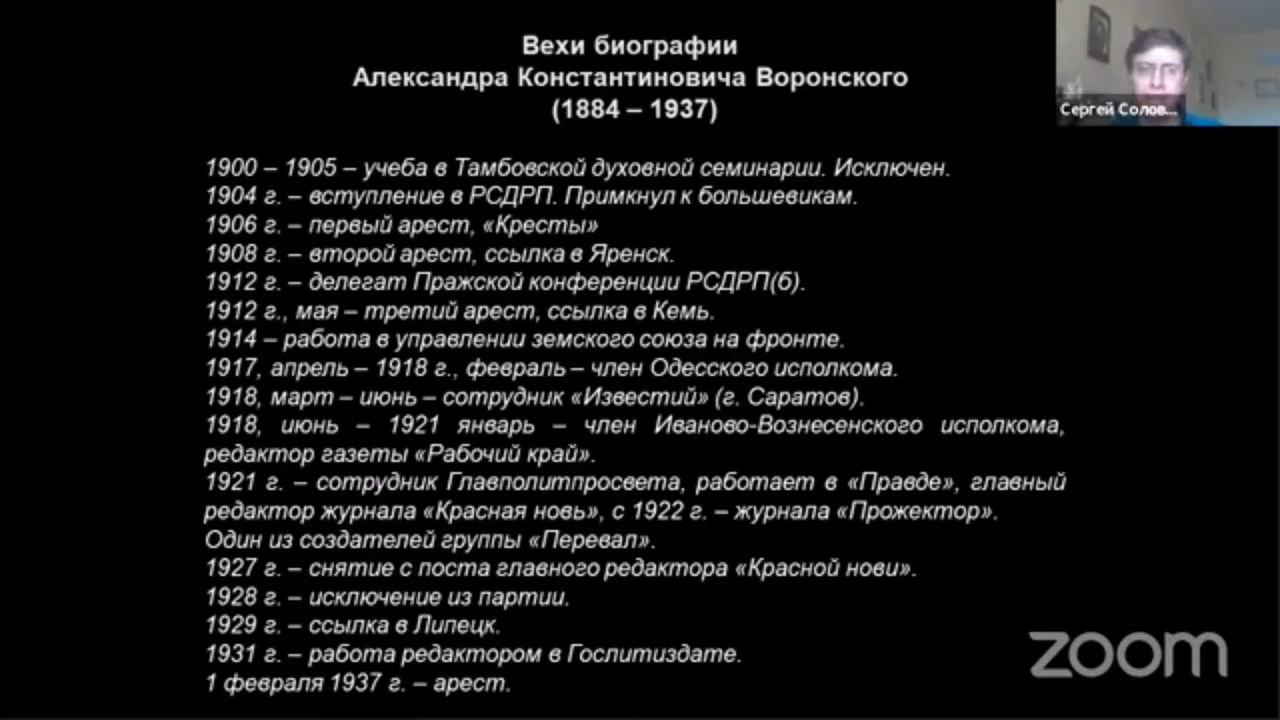 Вехи биографии
Александра Константиновича Воронского
(1884 – 1937)
Сергей Солов...
1900 – 1905 – учеба в Тамбовской духовной семинарии. Исключен.
1904 г. – вступление в РСДРП. Примкнул к большевикам.
1906 г. – первый арест, «Кресты»
1908 г. – второй арест, ссылка в Яренск.
1912 г. – делегат Пражской конференции РСДРП(б).
1912 г., мая – третий арест, ссылка в Кемь.
1914 – работа в управлении земского союза на фронте.
1917, апрель – 1918 г., февраль – член Одесского исполкома.
1918, март – июнь – сотрудник «Известий» (г. Саратов).
1918, июнь – 1921 январь – член Иваново-Вознесенского исполкома,
редактор газеты «Рабочий край».
1921 г. – сотрудник Главполитпросвета, работает в «Правде», главный
редактор журнала «Красная новь», с 1922 г. – журнала «Прожектор».
Один из создателей группы «Перевал».
1927 г. – снятие с поста главного редактора «Красной нови».
1928 г. – исключение из партии.
1929 г. – ссылка в Липецк.
1931 г. – работа редактором в Гослитиздате.
1 февраля 1937 г. – арест.
zoom